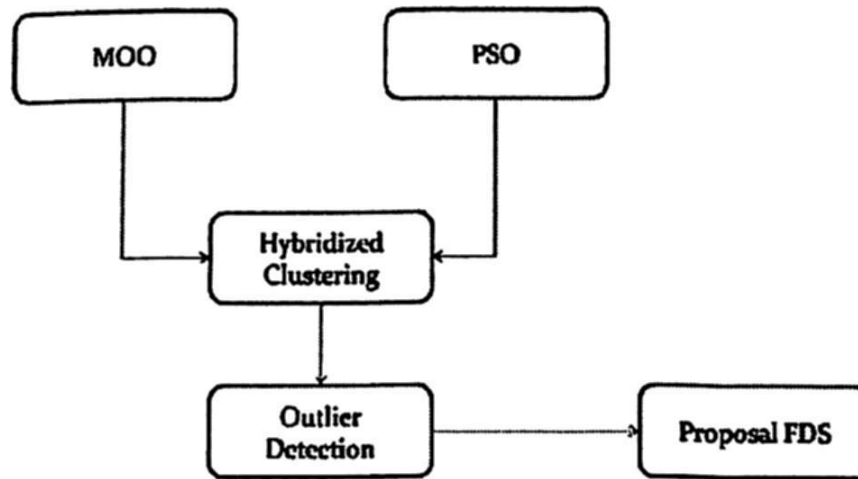 MOO
PSO
Hybridized
Clustering
Outlier
Detection
Proposal FDS